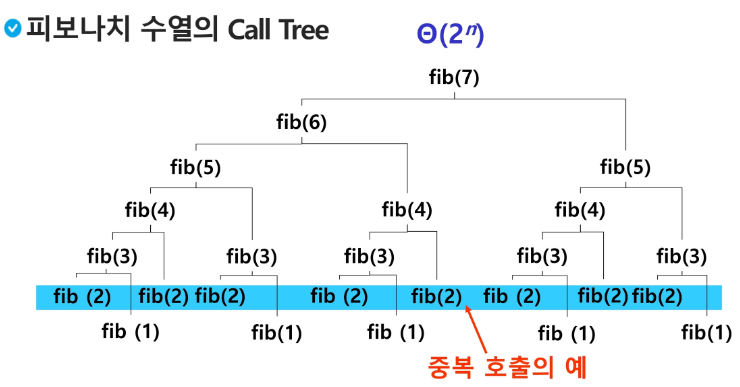 피보나치 수열의 Call Tree
Θ(2ⁿ)
fib(7)
fib(6)
fib(5) fib(5)
fib(4) fib(4) fib(4)
fib(3) fib(3) fib(3) fib(3) fib(3)
fib (2) fib(2) fib(2) fib (2) fib(2) fib (2) fib(2) fib(2)
fib (1) fib(1) fib (1) fib (1) fib(1)
중복 호출의 예